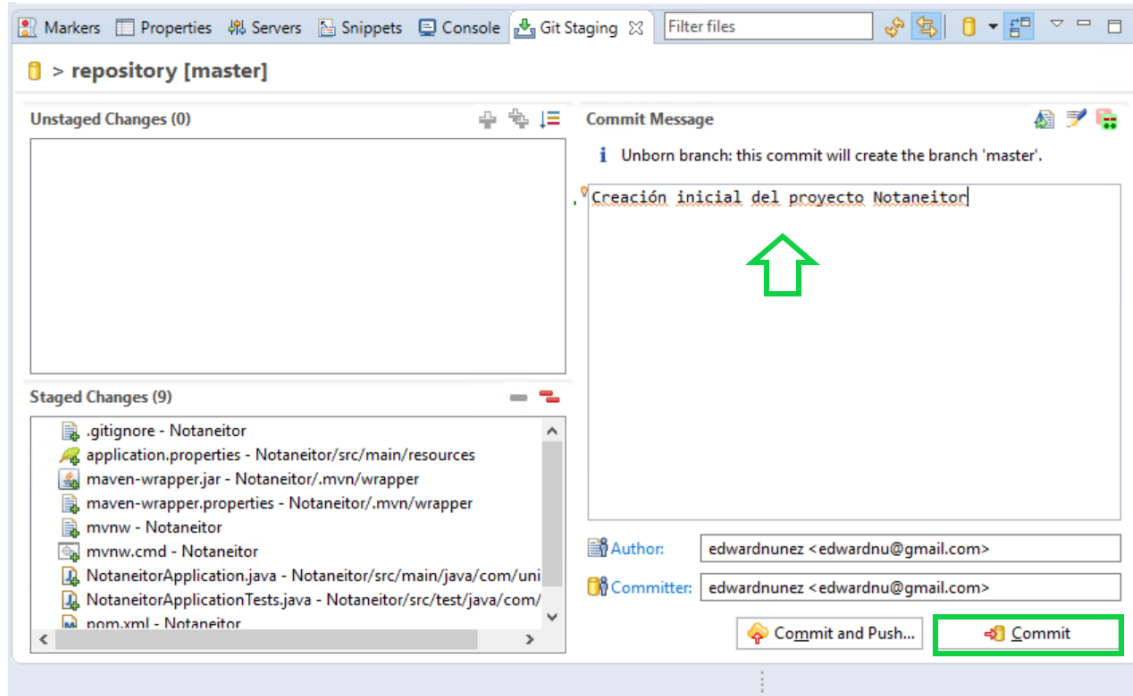 Markers Properties Servers Snippets Console Git Staging Filter files
> repository [master]
Unstaged Changes (0)
Commit Message
Unborn branch: this commit will create the branch 'master'.
Creación inicial del proyecto Notaneitor
Staged Changes (9)
.gitignore - Notaneitor
application.properties - Notaneitor/src/main/resources
maven-wrapper.jar - Notaneitor/.mvn/wrapper
maven-wrapper.properties - Notaneitor/.mvn/wrapper
mvnw - Notaneitor
mvnw.cmd - Notaneitor
NotaneitorApplication.java - Notaneitor/src/main/java/com/uni
NotaneitorApplicationTests.java - Notaneitor/src/test/java/com/
pom.xml - Notaneitor
Author: edwardnunez <edwardnu@gmail.com>
Committer: edwardnunez <edwardnu@gmail.com>
Commit and Push... Commit